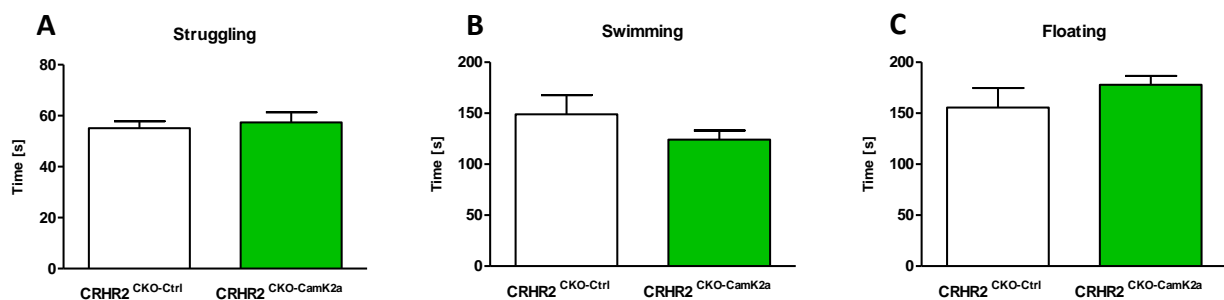 A
Struggling
80
60
40
20
0
Time [s]
CRHR2 CKO-Ctrl
CRHR2 CKO-CamK2a
B
Swimming
200
150
100
50
0
Time [s]
CRHR2 CKO-Ctrl
CRHR2 CKO-CamK2a
C
Floating
200
150
100
50
0
Time [s]
CRHR2 CKO-Ctrl
CRHR2 CKO-CamK2a